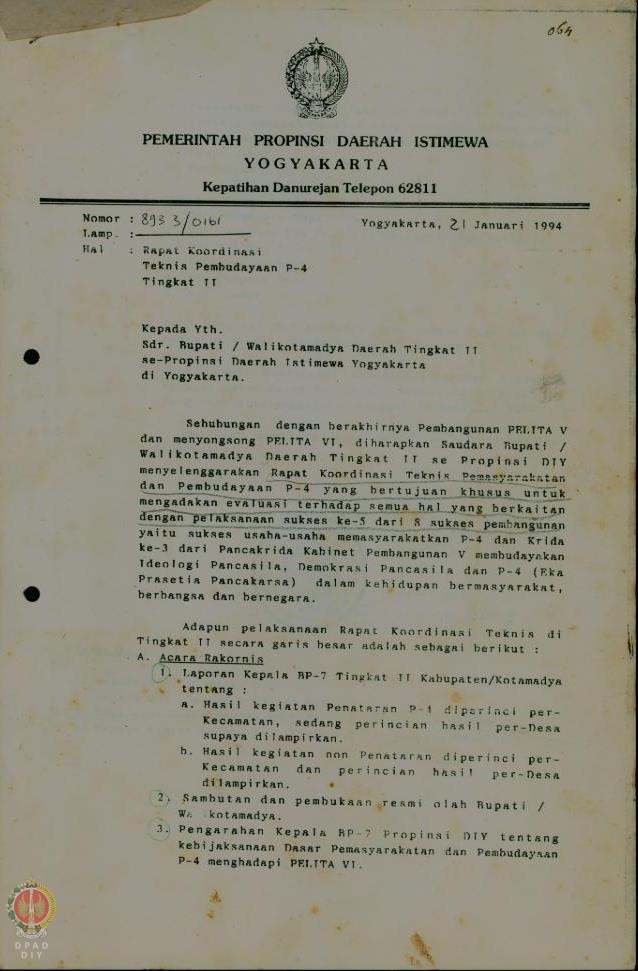 064
PEMERINTAH PROPINSI DAERAH ISTIMEWA
YOGYAKARTA
Kepatihan Danurejan Telepon 62811
Nomor : 893 3/0161
Yogyakarta, 21 Januari 1994
Lamp. :
Hal : Rapat Koordinasi
Teknis Pembudayaan P-4
Tingkat II
Kepada Yth.
Sdr. Bupati / Walikotamadya Daerah Tingkat II
se-Propinsi Daerah Istimewa Yogyakarta
di Yogyakarta.
Sehubungan dengan berakhirnya Pembangunan PELITA V
dan menyongsong PELITA VI, diharapkan Saudara Bupati /
Walikotamadya Daerah Tingkat II se Propinsi DIY
menyelenggarakan Rapat Koordinasi Teknis Pemasyarakatan
dan Pembudayaan P-4 yang bertujuan khusus untuk
mengadakan evaluasi terhadap semua hal yang berkaitan
dengan pelaksanaan sukses ke-5 dari 8 sukses pembangunan
yaitu sukses usaha-usaha memasyarakatkan P-4 dan Krida
ke-3 dari Pancakrida Kabinet Pembangunan V membudayakan
Ideologi Pancasila, Demokrasi Pancasila dan P-4 (Eka
Prasetia Pancakarsa) dalam kehidupan bermasyarakat,
berbangsa dan bernegara.
Adapun pelaksanaan Rapat Koordinasi Teknis di
Tingkat II secara garis besar adalah sebagai berikut :
A. Acara Rakornis
1. Laporan Kepala BP-7 Tingkat II Kabupaten/Kotamadya
tentang :
a. Hasil kegiatan Penataran P-4 diperinci per-
Kecamatan, sedang perincian hasil per-Desa
supaya dilampirkan.
b. Hasil kegiatan non Penataran diperinci per-
Kecamatan dan perincian hasil per-Desa
dilampirkan.
2. Sambutan dan pembukaan resmi olah Bupati /
Wa ikotamadya.
3. Pengarahan Kepala BP-7 Propinsi DIY tentang
kebijaksanaan Dasar Pemasyarakatan dan Pembudayaan
P-4 menghadapi PELITA VI.
DPAD
DIY